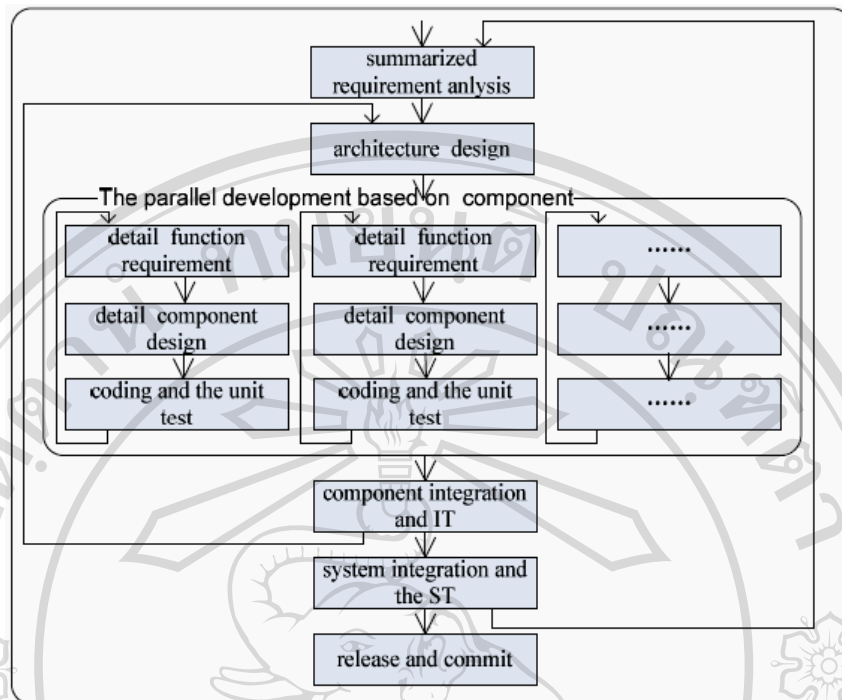 summarized
requirement anlysis
architecture design
The parallel development based on component
detail function
requirement
detail component
design
coding and the unit
test
detail function
requirement
detail component
design
coding and the unit
test
......
......
......
component integration
and IT
system integration and
the ST
release and commit